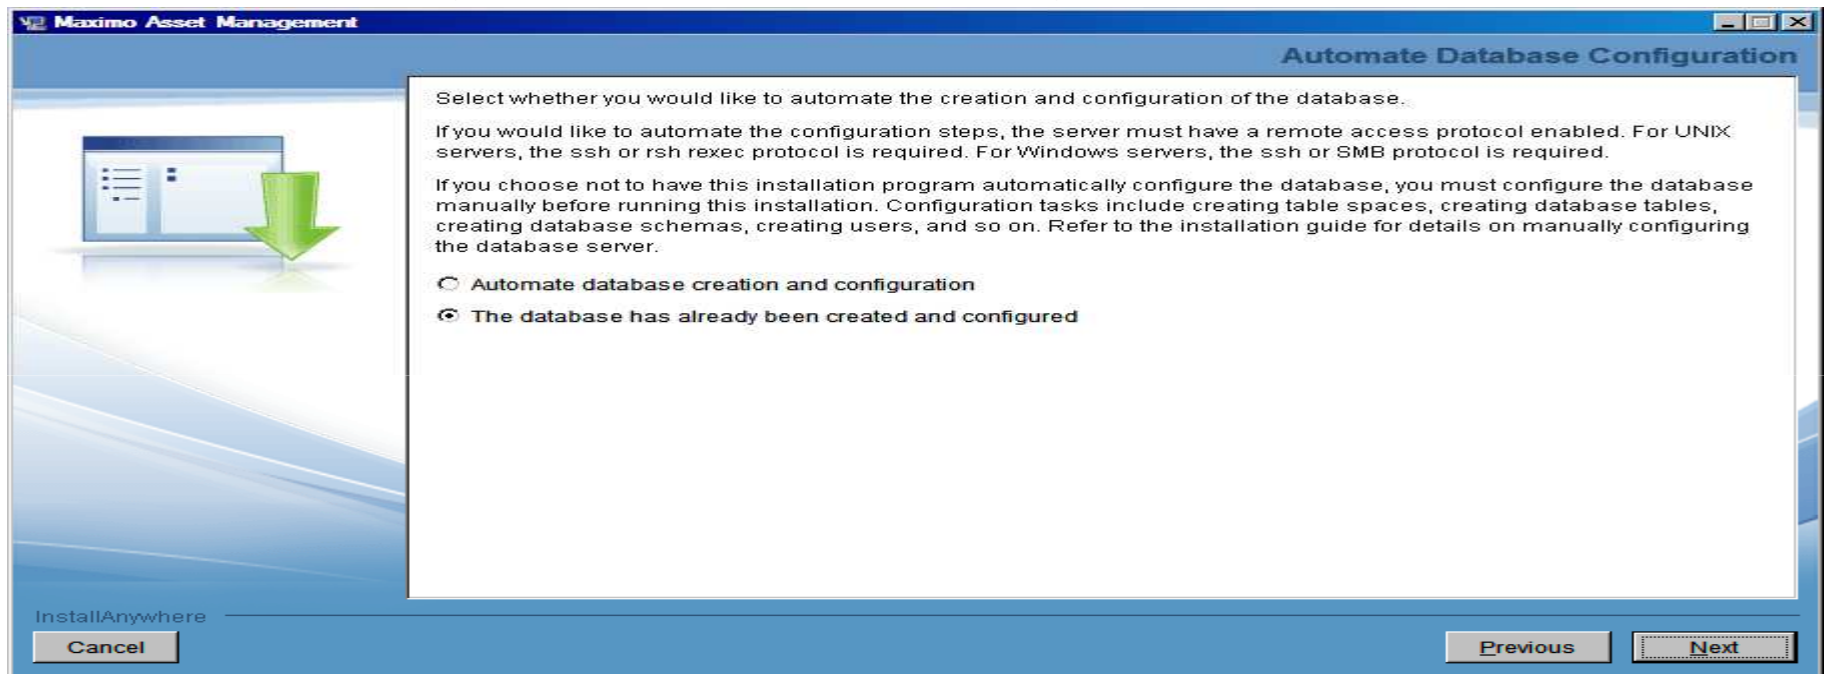 Maximo Asset Management
Automate Database Configuration
Select whether you would like to automate the creation and configuration of the database.
If you would like to automate the configuration steps, the server must have a remote access protocol enabled. For UNIX
servers, the ssh or rsh rexec protocol is required. For Windows servers, the ssh or SMB protocol is required.
If you choose not to have this installation program automatically configure the database, you must configure the database
manually before running this installation. Configuration tasks include creating table spaces, creating database tables,
creating database schemas, creating users, and so on. Refer to the installation guide for details on manually configuring
the database server.
Automate database creation and configuration
The database has already been created and configured
InstallAnywhere
Cancel
Previous
Next